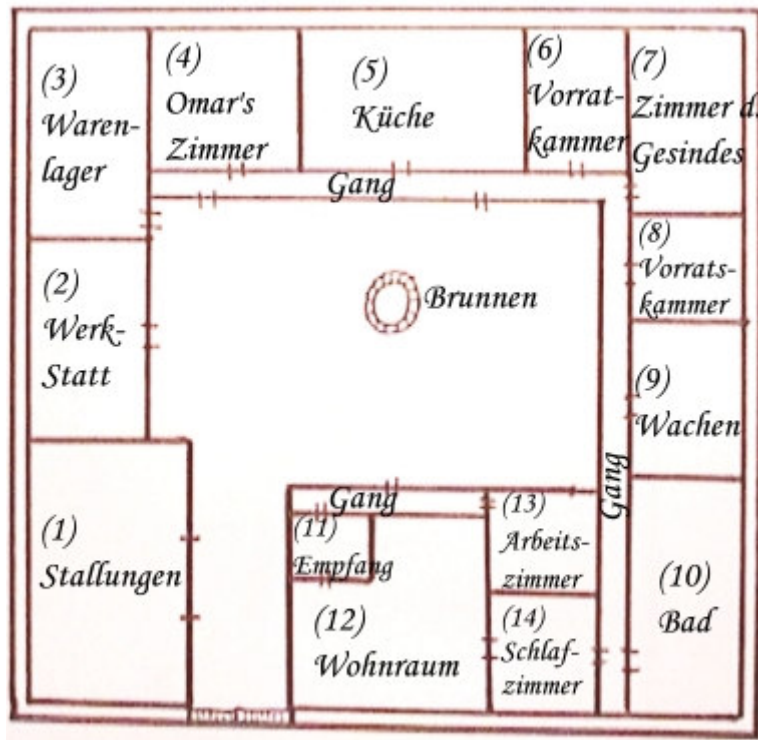 (3)
Waren-
lager
(4)
Omar's
Zimmer
(5)
Küche
(6)
Vorrat-
kammer
(7)
Zimmer d.
Gesindes
Gang
(2)
Werk-
Statt
Brunnen
(8)
Vorrats-
kammer
(9)
Wachen
Gang
(1)
Stallungen
Gang
(11)
Empfang
(12)
Wohnraum
(13)
Arbeits-
zimmer
(14)
Schlaf-
zimmer
(10)
Bad